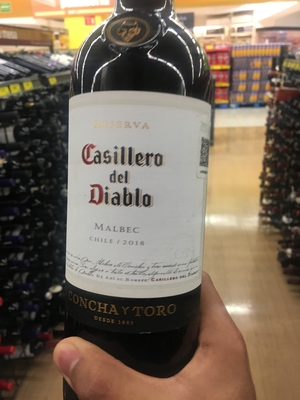 RESERVA
Casillero
del
Diablo
MALBEC
CHILE / 2018
CONCHA Y TORO
DESDE 1883